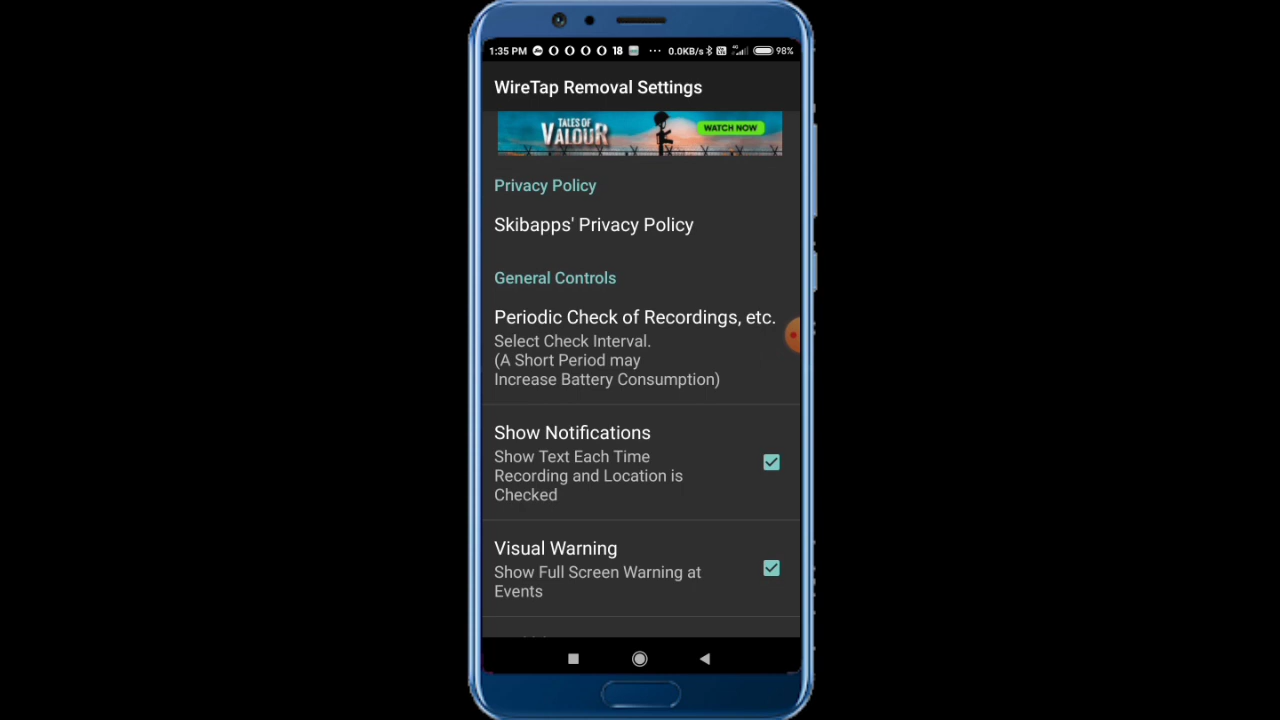 1:35 PM 18 ... 0.0KB/s 98%
WireTap Removal Settings
TALES OF
VALOUR
WATCH NOW
Privacy Policy
Skibapps' Privacy Policy
General Controls
Periodic Check of Recordings, etc.
Select Check Interval.
(A Short Period may
Increase Battery Consumption)
Show Notifications
Show Text Each Time
Recording and Location is
Checked
Visual Warning
Show Full Screen Warning at
Events